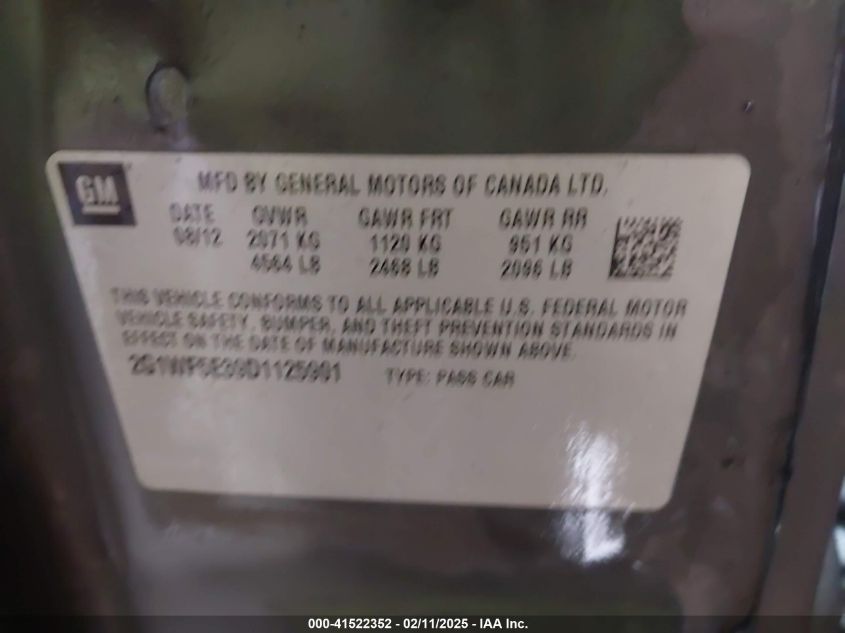 GM
MFD BY GENERAL MOTORS OF CANADA LTD.
DATE GVWR GAWR FRT GAWR RR
08/12 2071 KG 1120 KG 951 KG
4564 LB 2468 LB 2096 LB
THIS VEHICLE CONFORMS TO ALL APPLICABLE U.S. FEDERAL MOTOR
VEHICLE SAFETY, BUMPER, AND THEFT PREVENTION STANDARDS IN
EFFECT ON THE DATE OF MANUFACTURE SHOWN ABOVE.
2G1WF5E39D1125901 TYPE: PASS CAR
000-41522352 - 02/11/2025 - IAA Inc.